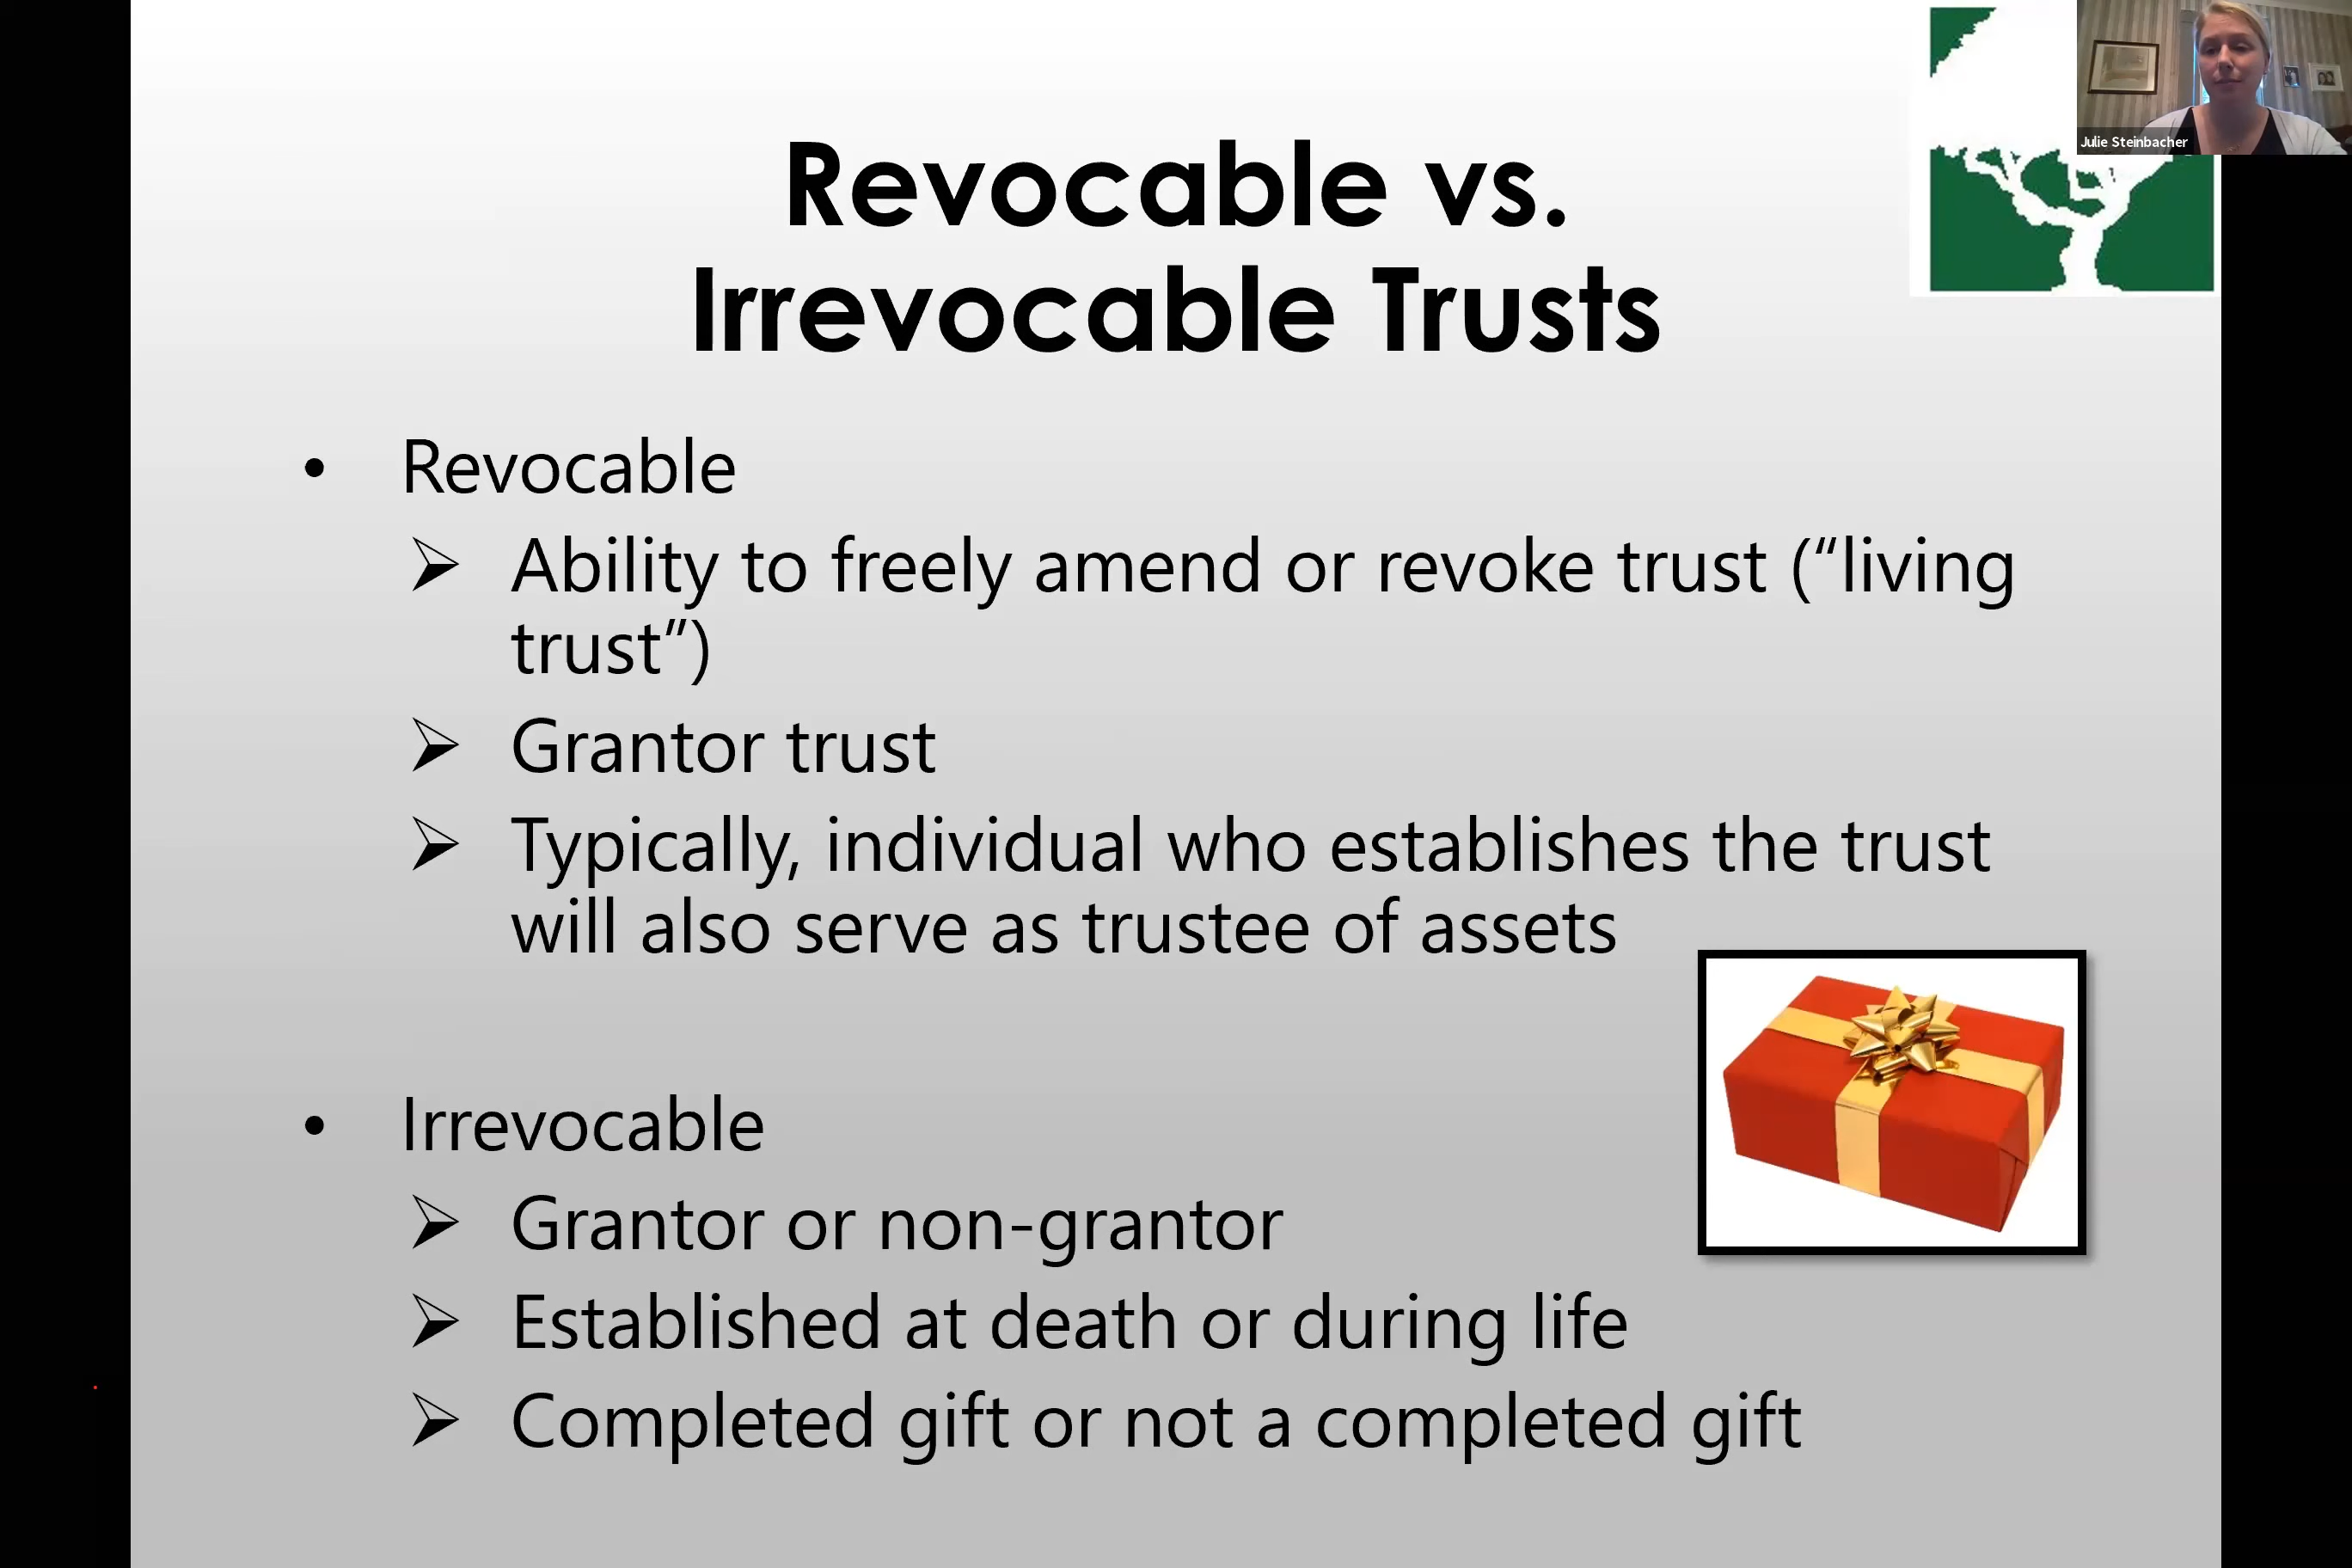 Julie Steinbacher
Revocable vs.
Irrevocable Trusts
• Revocable
➢ Ability to freely amend or revoke trust (“living
trust”)
➢ Grantor trust
➢ Typically, individual who establishes the trust
will also serve as trustee of assets
• Irrevocable
➢ Grantor or non-grantor
➢ Established at death or during life
➢ Completed gift or not a completed gift